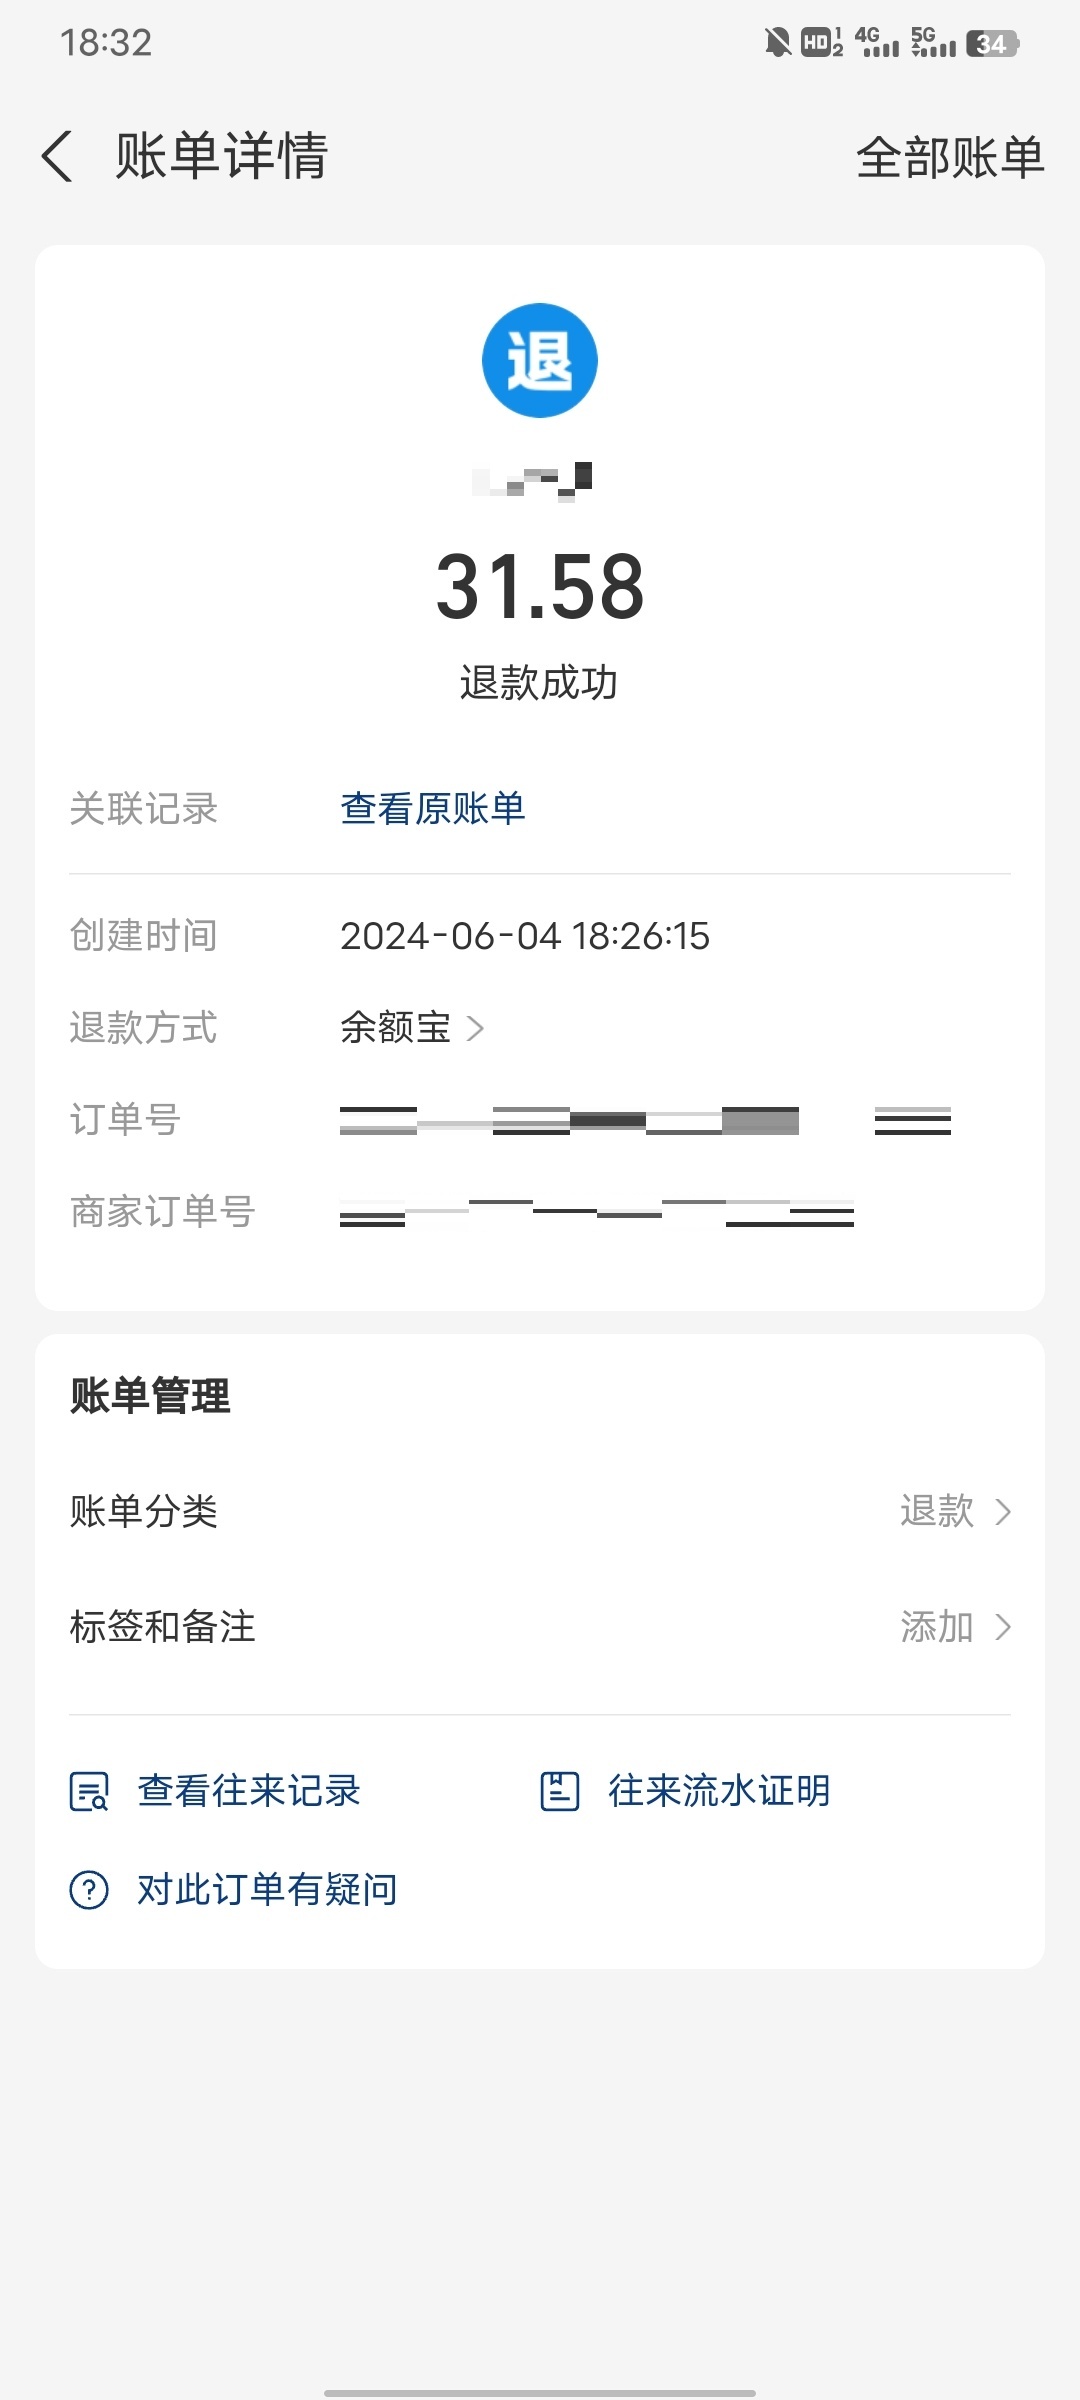 18:32
HD 1 2 4G 5G 34
账单详情 全部账单
退
31.58
退款成功
关联记录 查看原账单
创建时间 2024-06-04 18:26:15
退款方式 余额宝
订单号
商家订单号
账单管理
账单分类 退款
标签和备注 添加
查看往来记录 往来流水证明
对此订单有疑问